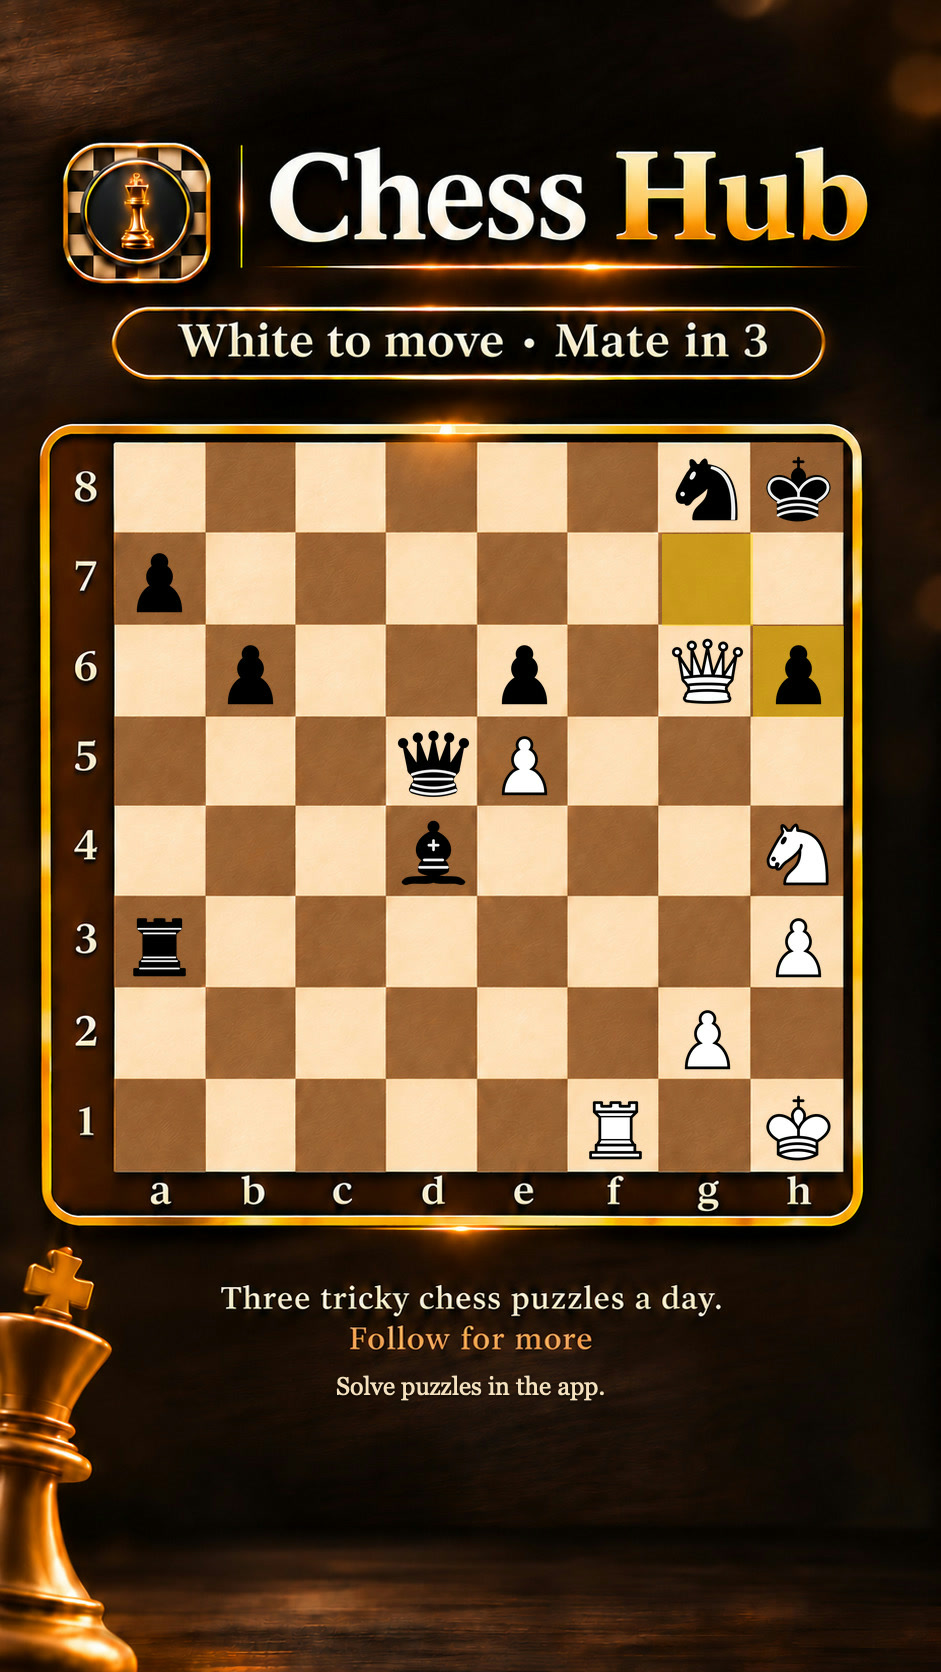 Chess Hub
White to move • Mate in 3
8
7
6
5
4
3
2
1
a b c d e f g h
Three tricky chess puzzles a day.
Follow for more
Solve puzzles in the app.